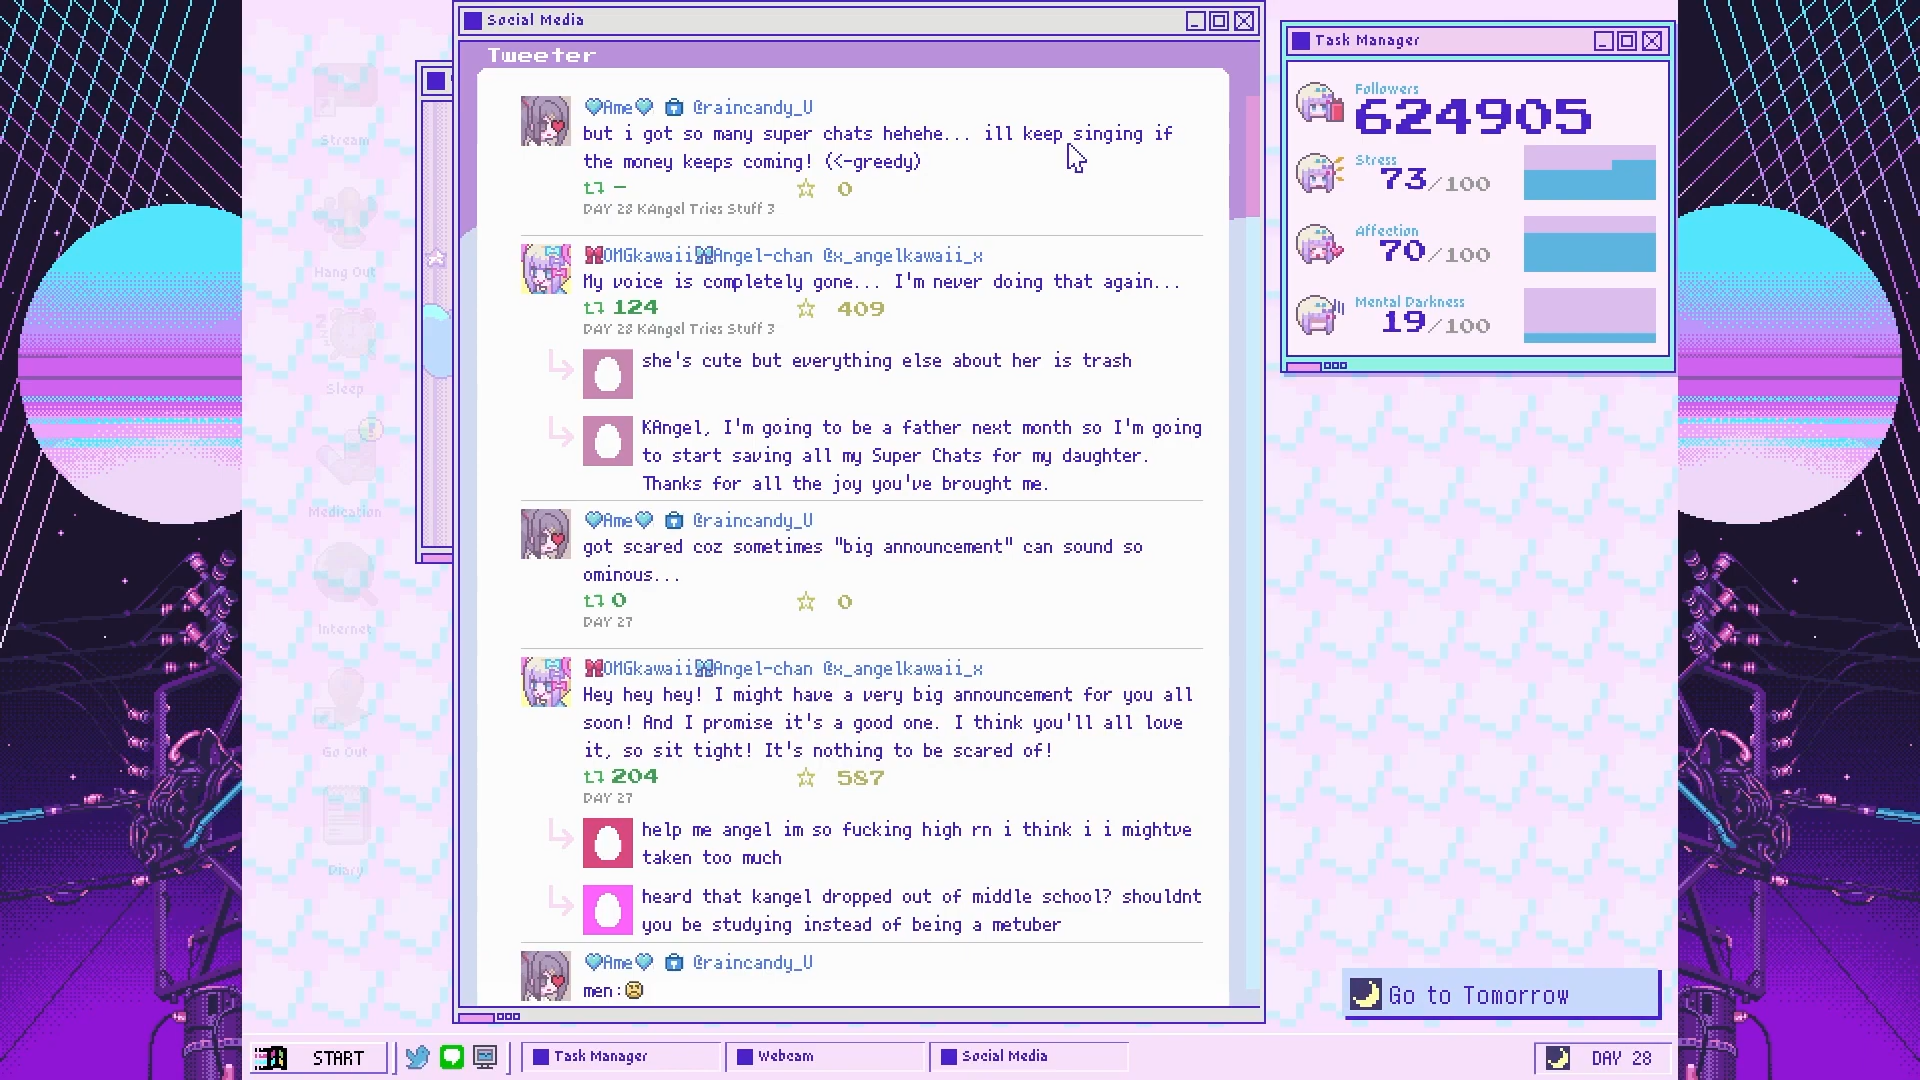 Social Media
Tweeter
Ame @raincandy_U
but i got so many super chats hehehe... ill keep singing if
the money keeps coming! (<-greedy)
—
0
DAY 28 KAngel Tries Stuff 3
OMGkawaiiAngel-chan @x_angelkawaii_x
My voice is completely gone... I'm never doing that again...
124
409
DAY 28 KAngel Tries Stuff 3
she's cute but everything else about her is trash
KAngel, I'm going to be a father next month so I'm going
to start saving all my Super Chats for my daughter.
Thanks for all the joy you've brought me.
Ame @raincandy_U
got scared coz sometimes "big announcement" can sound so
ominous...
0
0
DAY 27
OMGkawaiiAngel-chan @x_angelkawaii_x
Hey hey hey! I might have a very big announcement for you all
soon! And I promise it's a good one. I think you'll all love
it, so sit tight! It's nothing to be scared of!
204
587
DAY 27
help me angel im so fucking high rn i think i i mightve
taken too much
heard that kangel dropped out of middle school? shouldnt
you be studying instead of being a metuber
Ame @raincandy_U
men:
Task Manager
Followers
624905
Stress
73/100
Affection
70/100
Mental Darkness
19/100
Stream
Hang Out
Sleep
Medication
Internet
Go Out
Diary
Go to Tomorrow
START
Task Manager
Webcam
Social Media
DAY 28